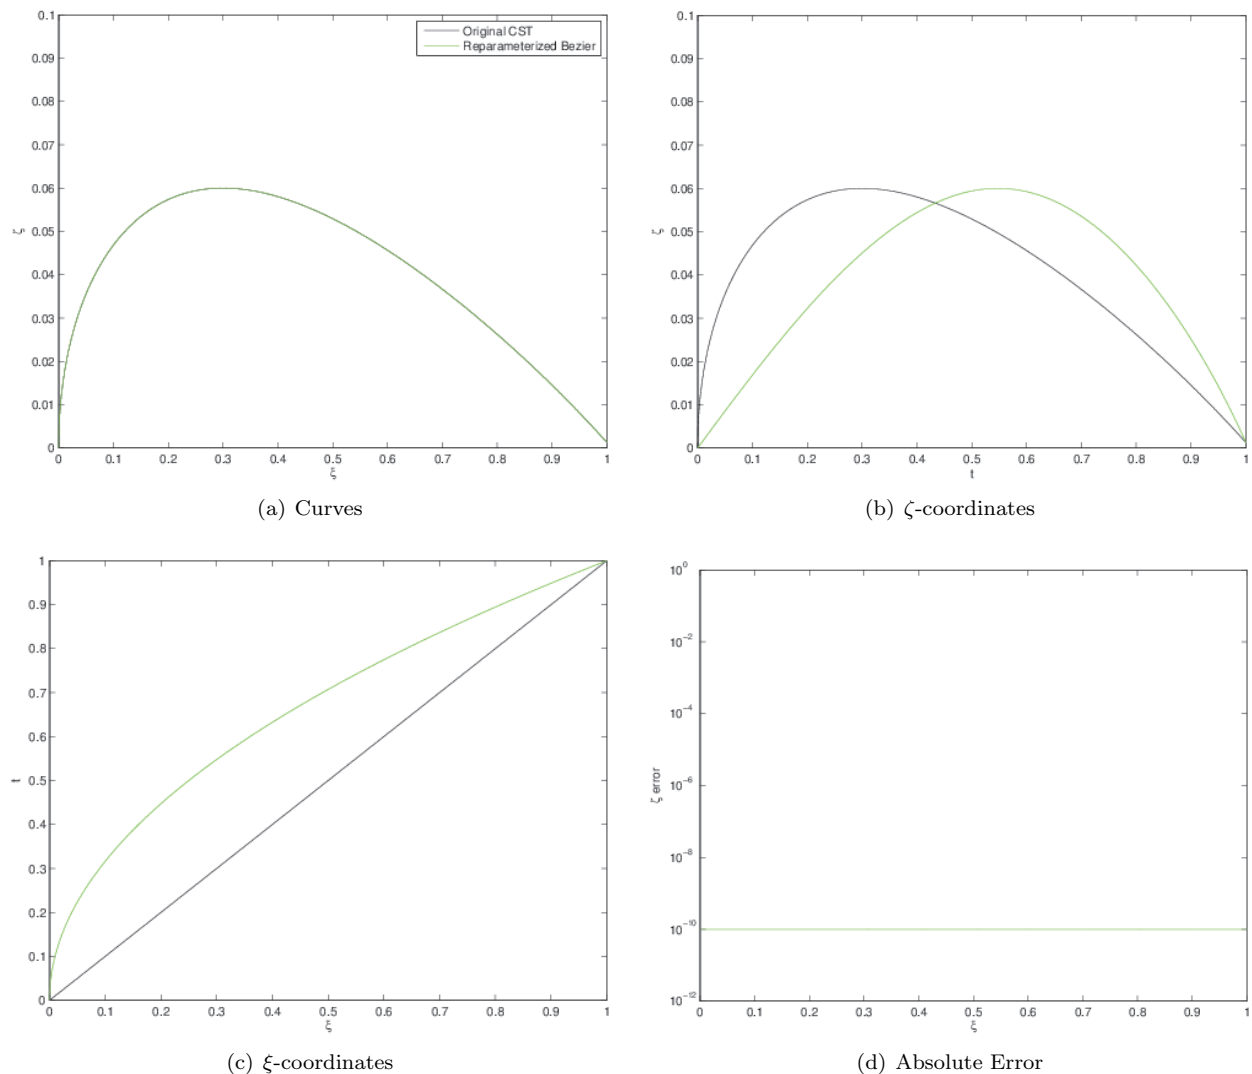 0.1
0.09
0.08
0.07
0.06
0.05
0.04
0.03
0.02
0.01
0
ζ
Original CST
Reparameterized Bezier
0 0.1 0.2 0.3 0.4 0.5 0.6 0.7 0.8 0.9 1
ξ
(a) Curves
0.1
0.09
0.08
0.07
0.06
0.05
0.04
0.03
0.02
0.01
0
ζ
0 0.1 0.2 0.3 0.4 0.5 0.6 0.7 0.8 0.9 1
t
(b) ζ-coordinates
1
0.9
0.8
0.7
0.6
0.5
0.4
0.3
0.2
0.1
0
t
0 0.1 0.2 0.3 0.4 0.5 0.6 0.7 0.8 0.9 1
ξ
(c) ξ-coordinates
10⁰
10⁻²
10⁻⁴
10⁻⁶
10⁻⁸
10⁻¹⁰
10⁻¹²
ζ error
0 0.1 0.2 0.3 0.4 0.5 0.6 0.7 0.8 0.9 1
ξ
(d) Absolute Error